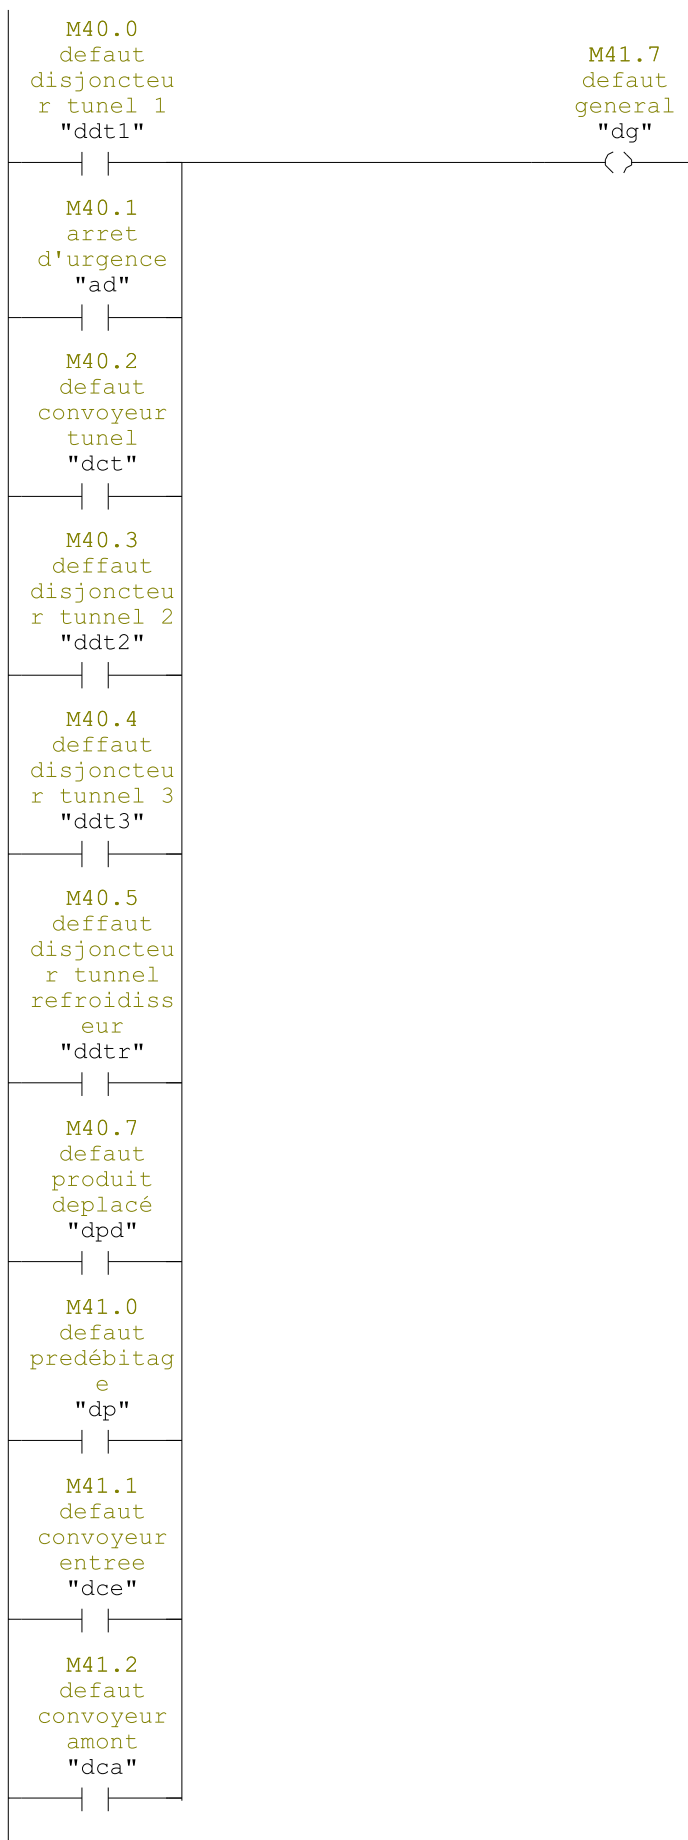 M40.0
defaut
disjoncteu
r tunel 1
"ddt1"
M41.7
defaut
general
"dg"
M40.1
arret
d'urgence
"ad"
M40.2
defaut
convoyeur
tunel
"dct"
M40.3
deffaut
disjoncteu
r tunnel 2
"ddt2"
M40.4
deffaut
disjoncteu
r tunnel 3
"ddt3"
M40.5
deffaut
disjoncteu
r tunnel
refroidiss
eur
"ddtr"
M40.7
defaut
produit
deplacé
"dpd"
M41.0
defaut
predébitag
e
"dp"
M41.1
defaut
convoyeur
entree
"dce"
M41.2
defaut
convoyeur
amont
"dca"